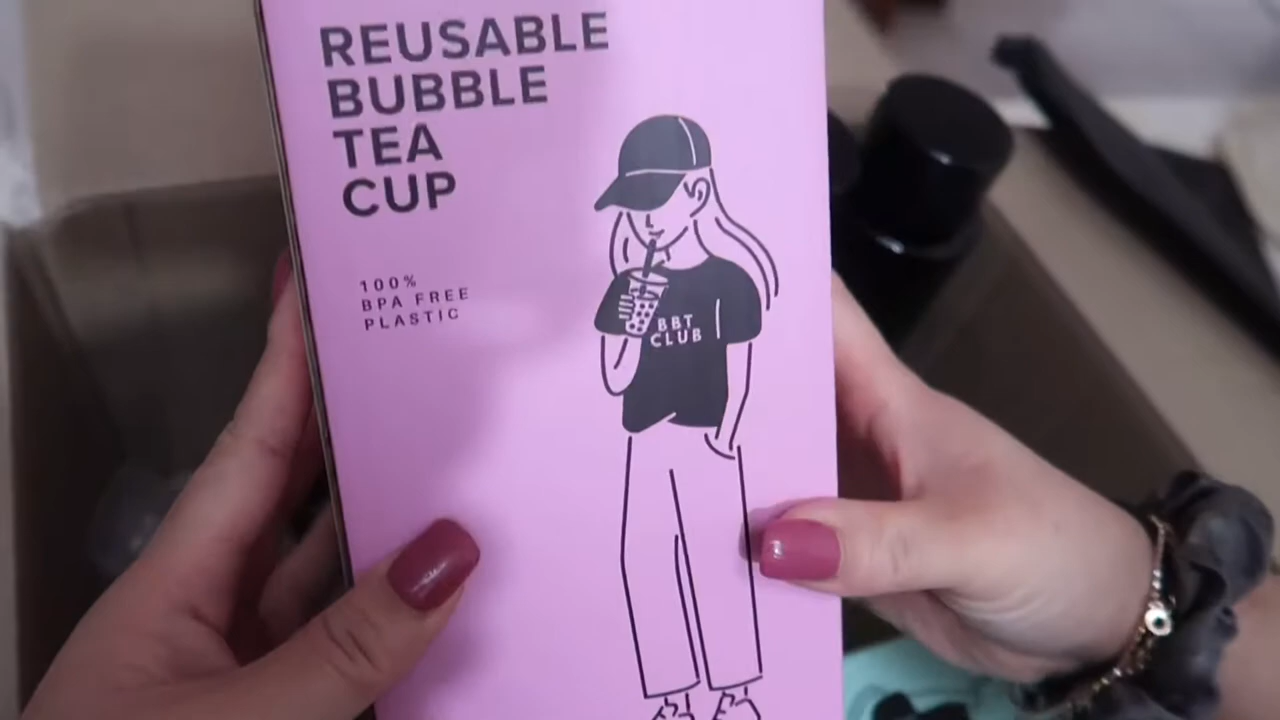 REUSABLE
BUBBLE
TEA
CUP
100%
BPA FREE
PLASTIC
BBT
CLUB